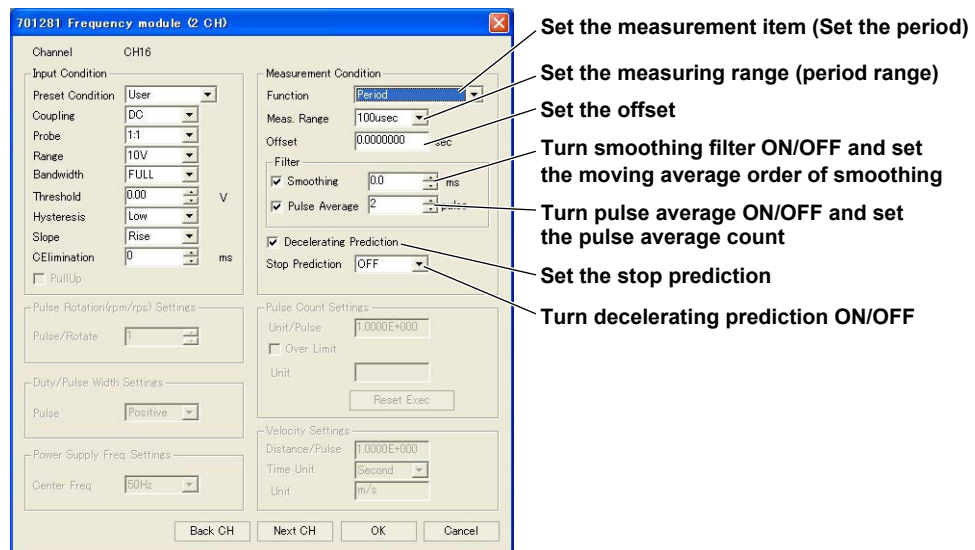 701281 Frequency module (2 CH)
Channel CH16
Input Condition
Preset Condition User
Coupling DC
Probe 1:1
Range 10V
Bandwidth FULL
Threshold 0.00 V
Hysteresis Low
Slope Rise
CElimination 0 ms
PullUp
Pulse Rotation(rpm/rps) Settings
Pulse/Rotate 1
Duty/Pulse Width Settings
Pulse Positive
Power Supply Freq. Settings
Center Freq 50Hz
Measurement Condition
Function Period
Meas. Range 100usec
Offset 0.0000000 sec
Filter
Smoothing 0.0 ms
Pulse Average 2 pulse
Decelerating Prediction
Stop Prediction OFF
Pulse Count Settings
Unit/Pulse 1.0000E+000
Over Limit
Unit
Reset Exec
Velocity Settings
Distance/Pulse 1.0000E+000
Time Unit Second
Unit m/s
Back CH Next CH OK Cancel
Set the measurement item (Set the period)
Set the measuring range (period range)
Set the offset
Turn smoothing filter ON/OFF and set
the moving average order of smoothing
Turn pulse average ON/OFF and set
the pulse average count
Set the stop prediction
Turn decelerating prediction ON/OFF